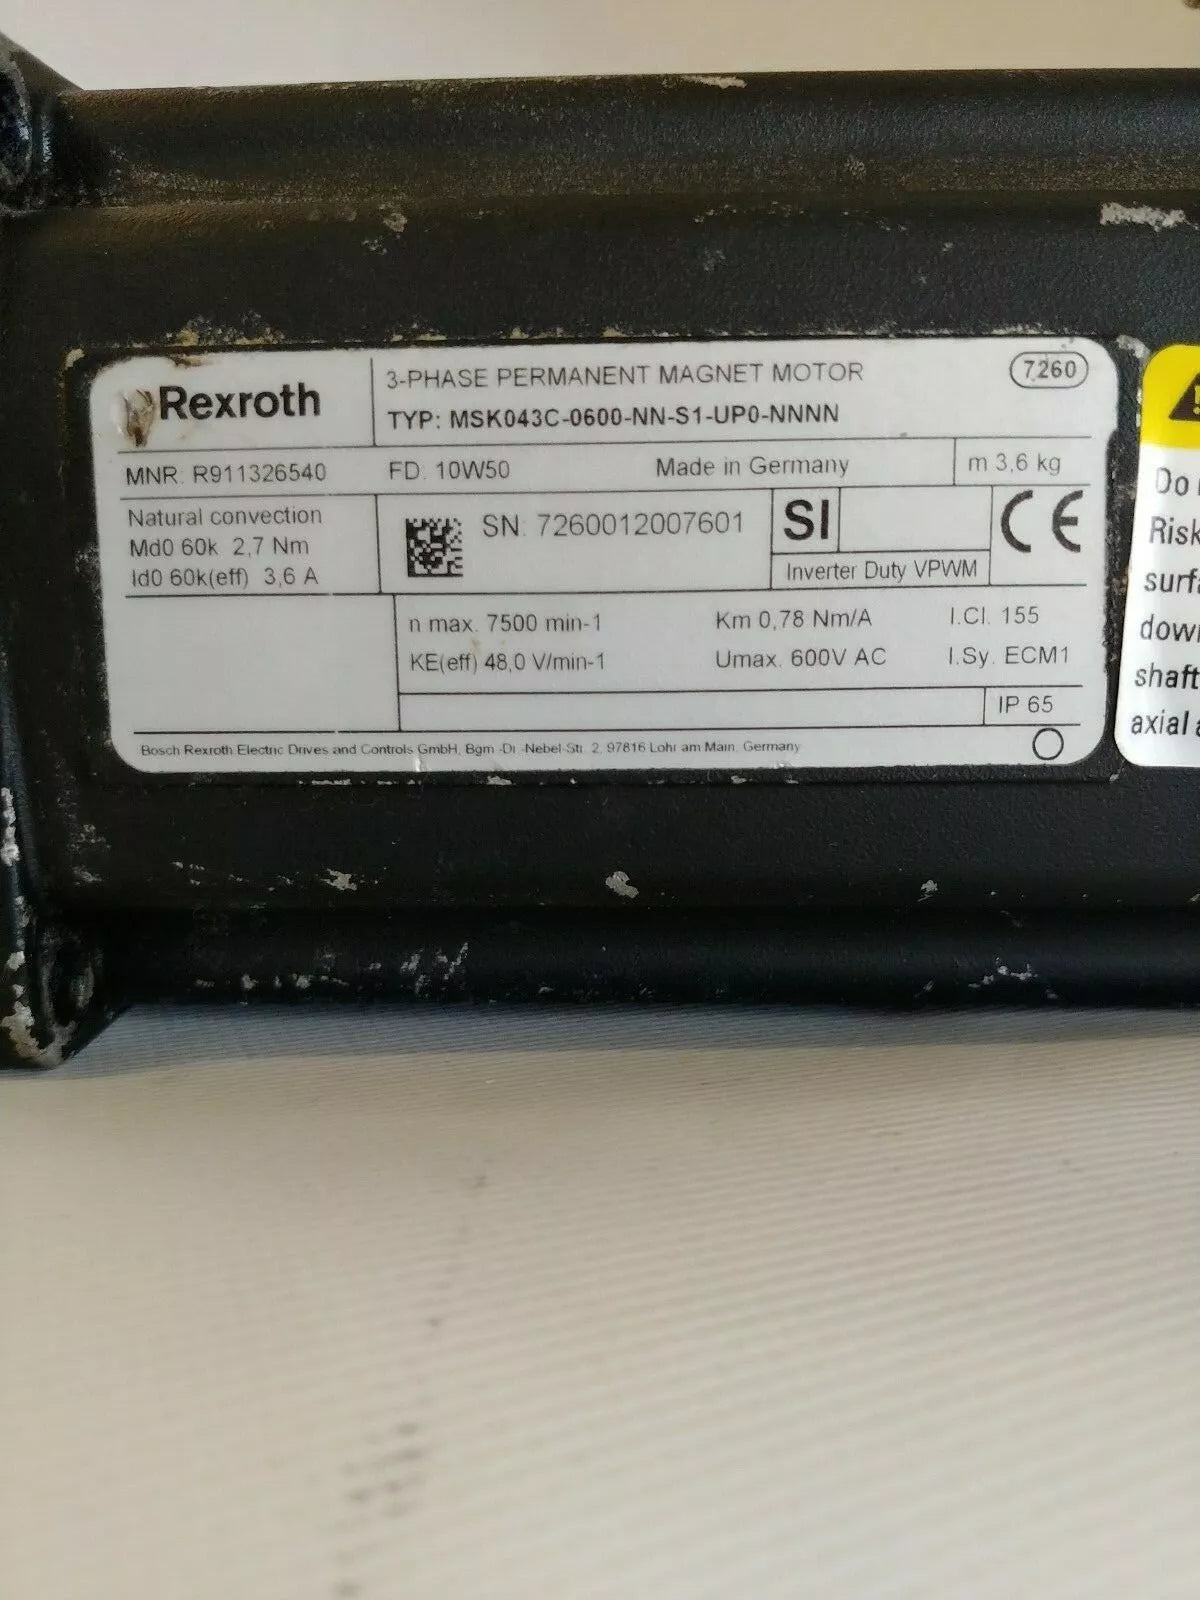 Rexroth
3-PHASE PERMANENT MAGNET MOTOR
7260
TYP: MSK043C-0600-NN-S1-UP0-NNNN
MNR. R911326540 FD. 10W50 Made in Germany m 3,6 kg
Natural convection
Md0 60k 2,7 Nm
Id0 60k(eff) 3,6 A
SN. 7260012007601
SI
CE
Inverter Duty VPWM
n max. 7500 min-1 Km 0,78 Nm/A I.Cl. 155
KE(eff) 48,0 V/min-1 Umax. 600V AC I.Sy. ECM1
IP 65
Bosch Rexroth Electric Drives and Controls GmbH, Bgm.-Dr.-Nebel-Str. 2, 97816 Lohr am Main, Germany
Do
Risk
surfa
down
shaft
axial a